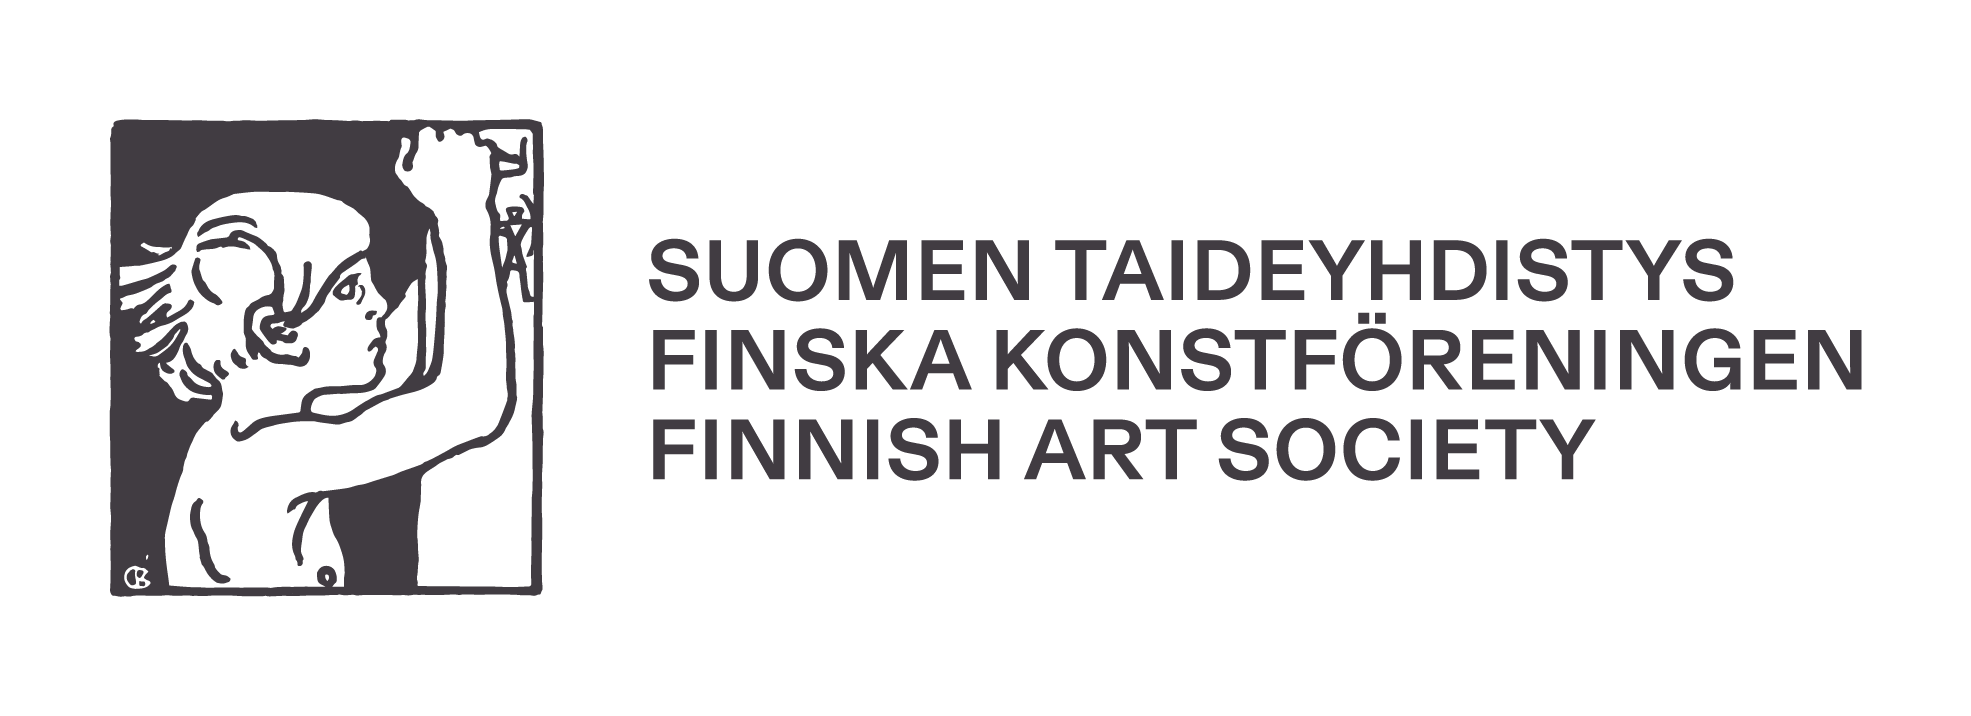 SUOMEN TAIDEYHDISTYS
FINSKA KONSTFÖRENINGEN
FINNISH ART SOCIETY